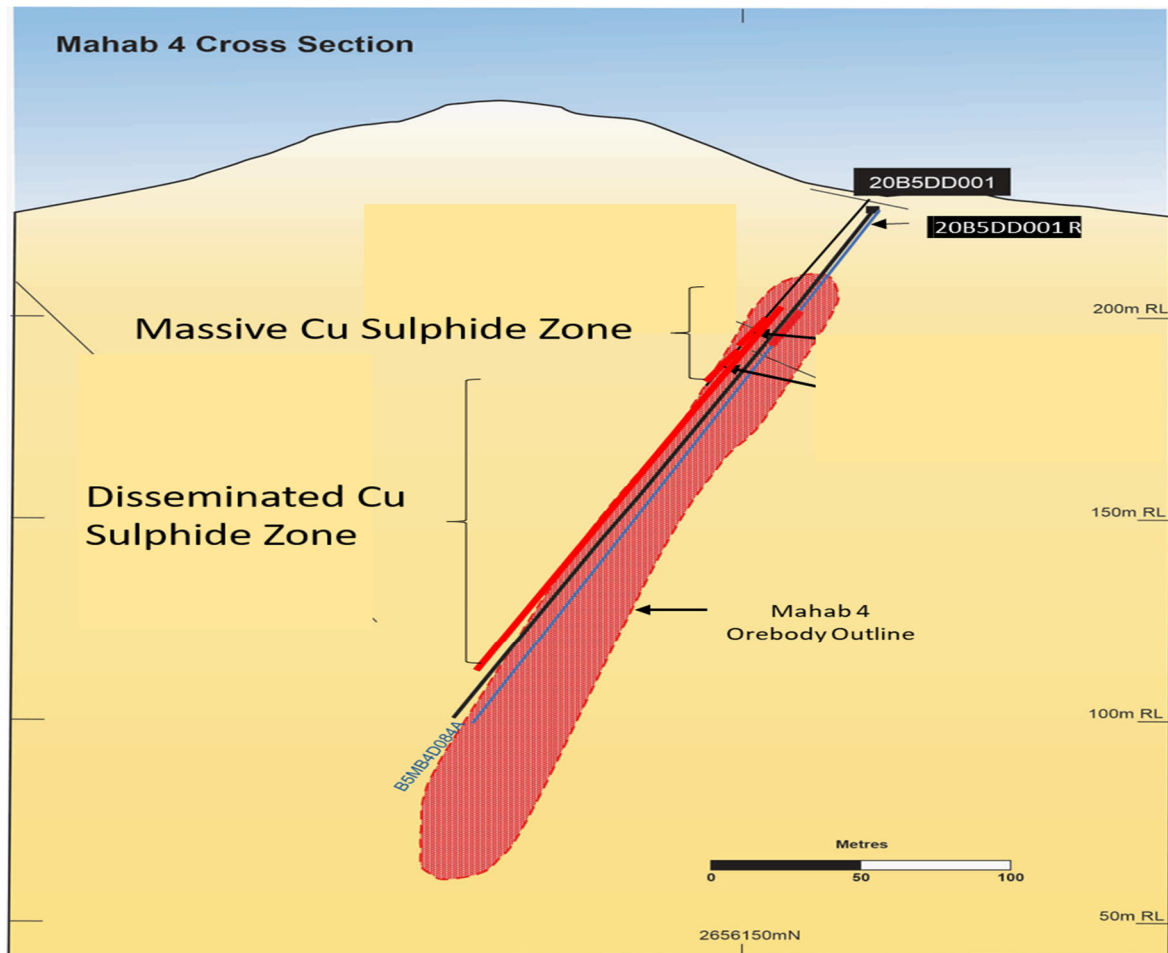 Mahab 4 Cross Section
20B5DD001
20B5DD001 R
200m RL
Massive Cu Sulphide Zone
Disseminated Cu
Sulphide Zone
150m RL
Mahab 4
Orebody Outline
100m RL
B5MB4D084A
Metres
0 50 100
50m RL
2656150mN